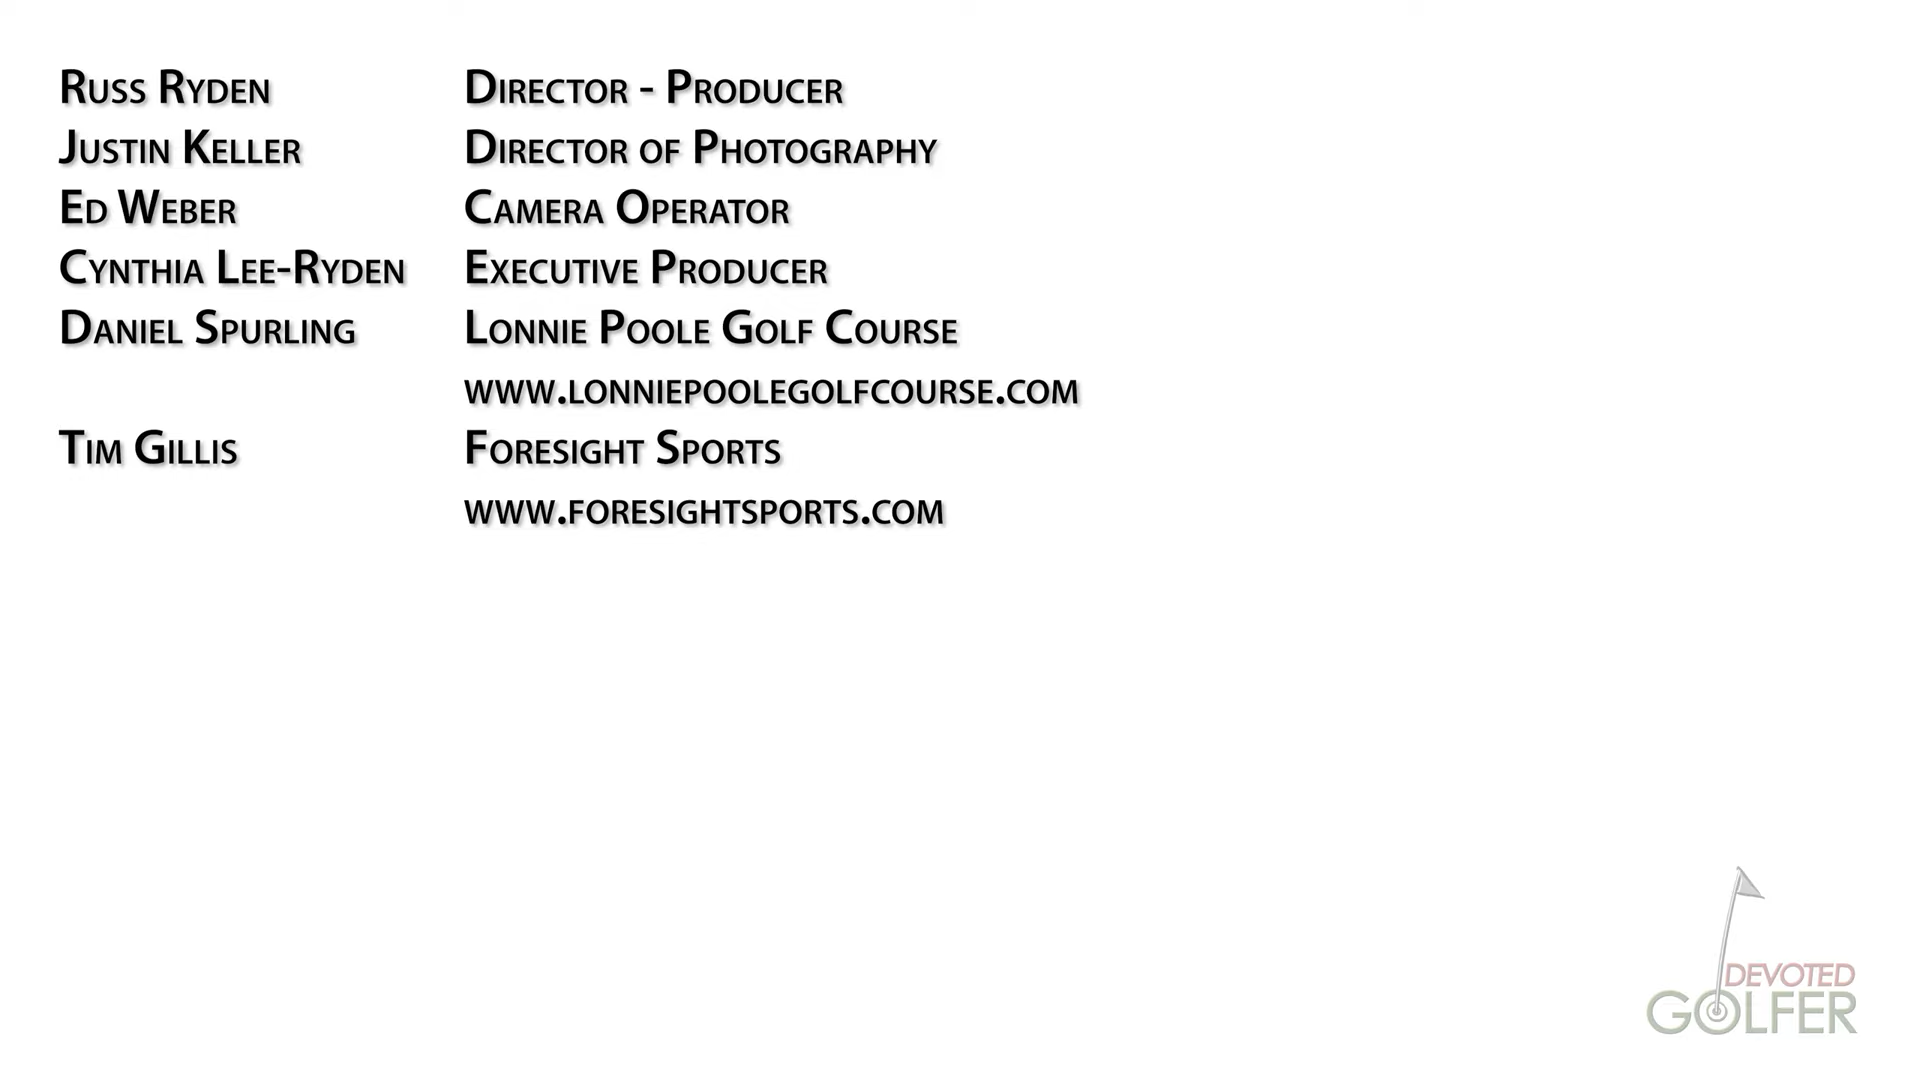 Russ Ryden Director - Producer
Justin Keller Director of Photography
Ed Weber Camera Operator
Cynthia Lee-Ryden Executive Producer
Daniel Spurling Lonnie Poole Golf Course
www.lonniepoolegolfcourse.com
Tim Gillis Foresight Sports
www.foresightsports.com
DEVOTED
GOLFER